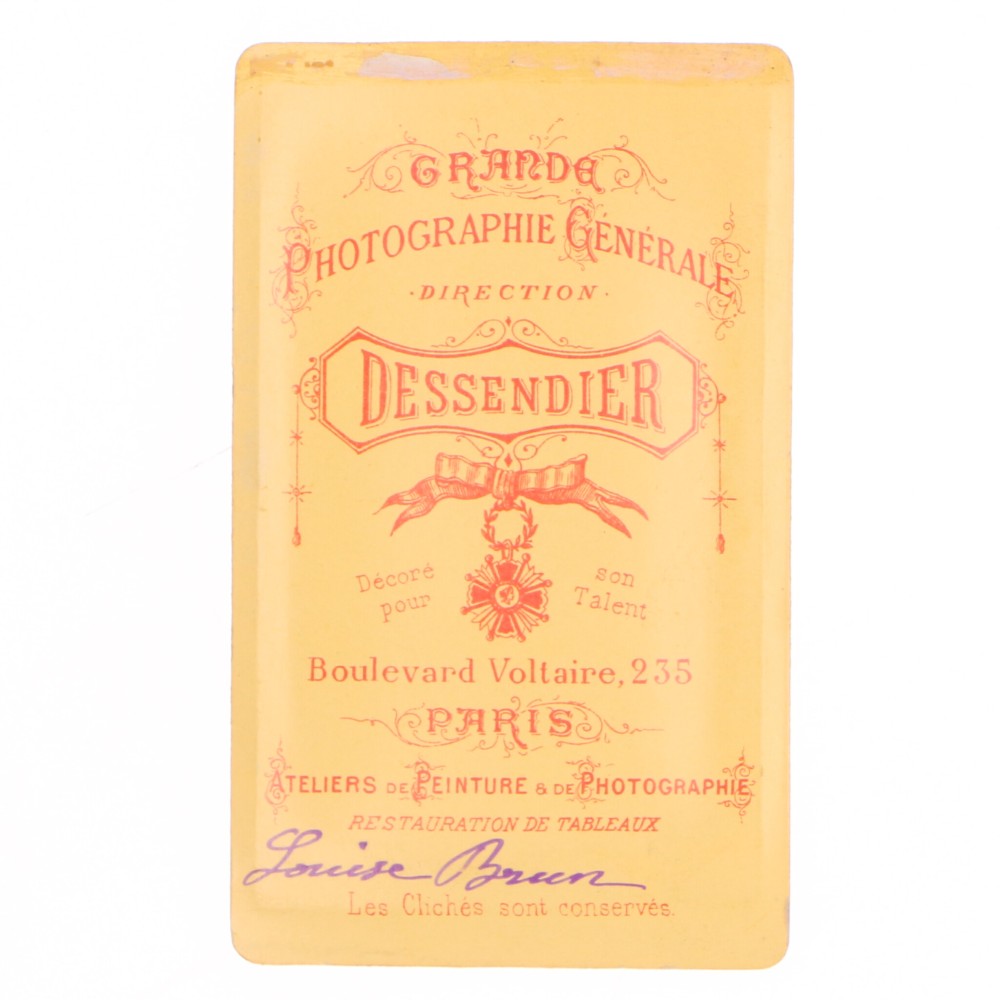 GRANDE
PHOTOGRAPHIE GÉNÉRALE
·DIRECTION·
DESSENDIER
Décoré son
pour Talent
Boulevard Voltaire, 235
PARIS
ATELIERS DE PEINTURE & DE PHOTOGRAPHIE
RESTAURATION DE TABLEAUX
Louise Brun
Les Clichés sont conservés.